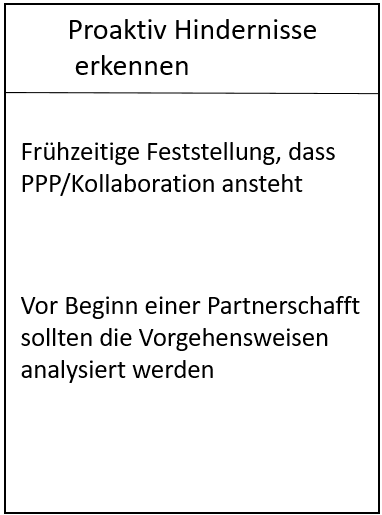 Proaktiv Hindernisse
erkennen
Frühzeitige Feststellung, dass
PPP/Kollaboration ansteht
Vor Beginn einer Partnerschafft
sollten die Vorgehensweisen
analysiert werden